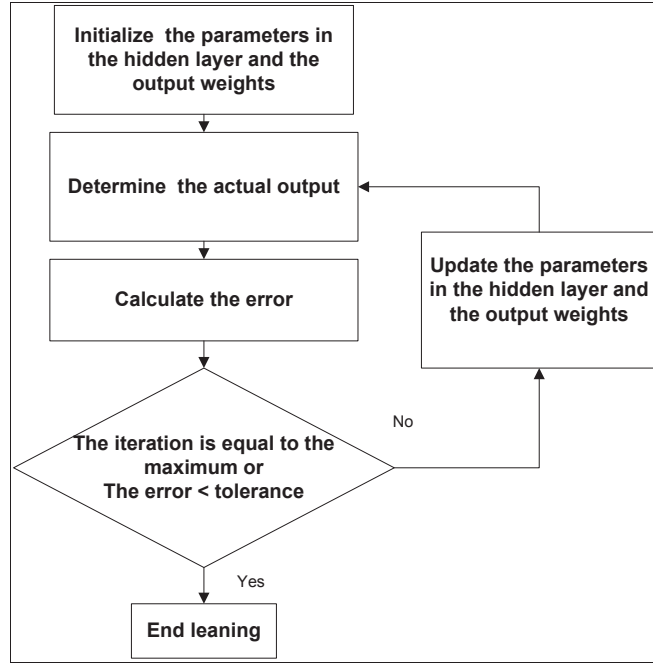 Initialize the parameters in
the hidden layer and the
output weights
Determine the actual output
Calculate the error
Update the parameters
in the hidden layer and
the output weights
No
The iteration is equal to the
maximum or
The error < tolerance
Yes
End leaning